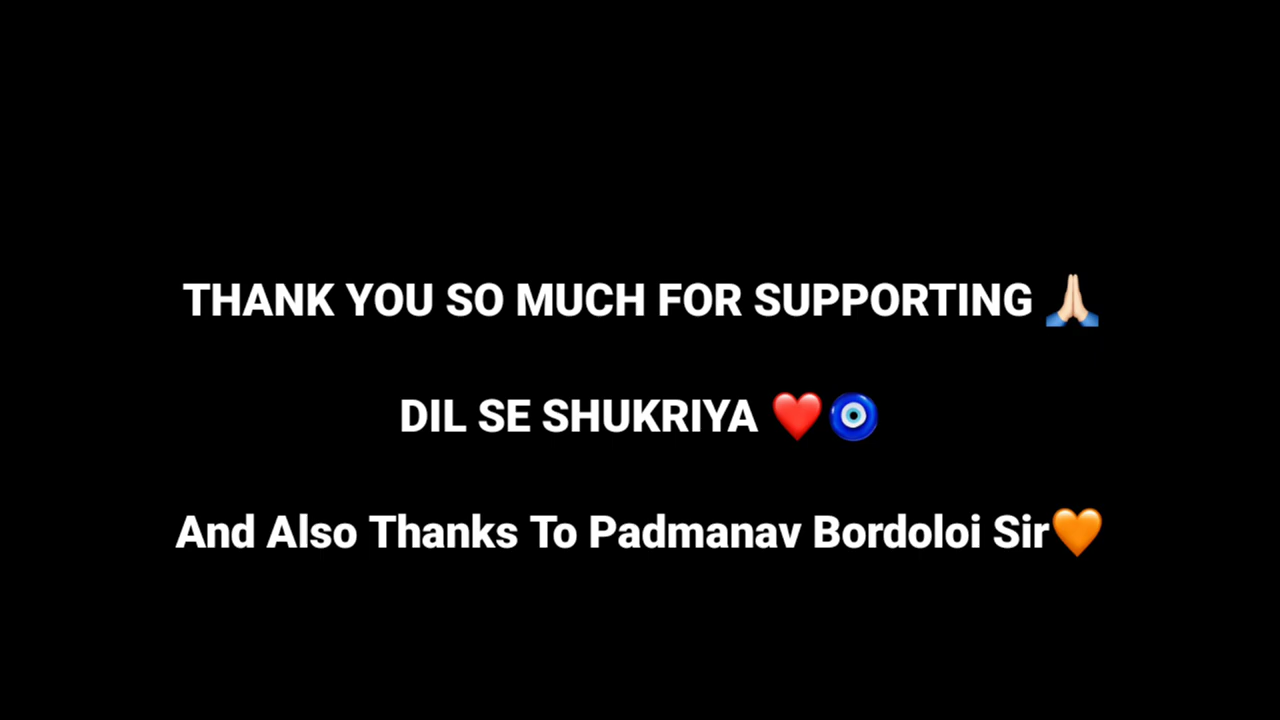 THANK YOU SO MUCH FOR SUPPORTING 🙏🏻
DIL SE SHUKRIYA ❤️🧿
And Also Thanks To Padmanav Bordoloi Sir🧡